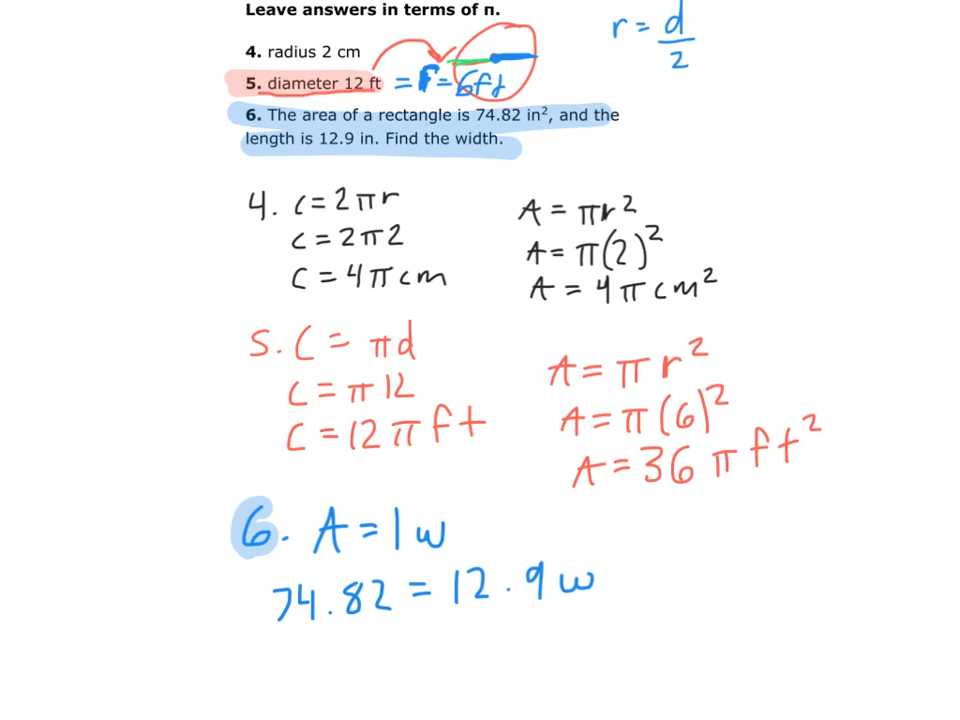 Leave answers in terms of π.
r = d/2
4. radius 2 cm
5. diameter 12 ft = r = 6ft
6. The area of a rectangle is 74.82 in², and the
length is 12.9 in. Find the width.
4. C = 2πr
C = 2π2
C = 4π cm
A = πr²
A = π(2)²
A = 4π cm²
5. C = πd
C = π12
C = 12π ft
A = πr²
A = π(6)²
A = 36π ft²
6. A = lw
74.82 = 12.9w